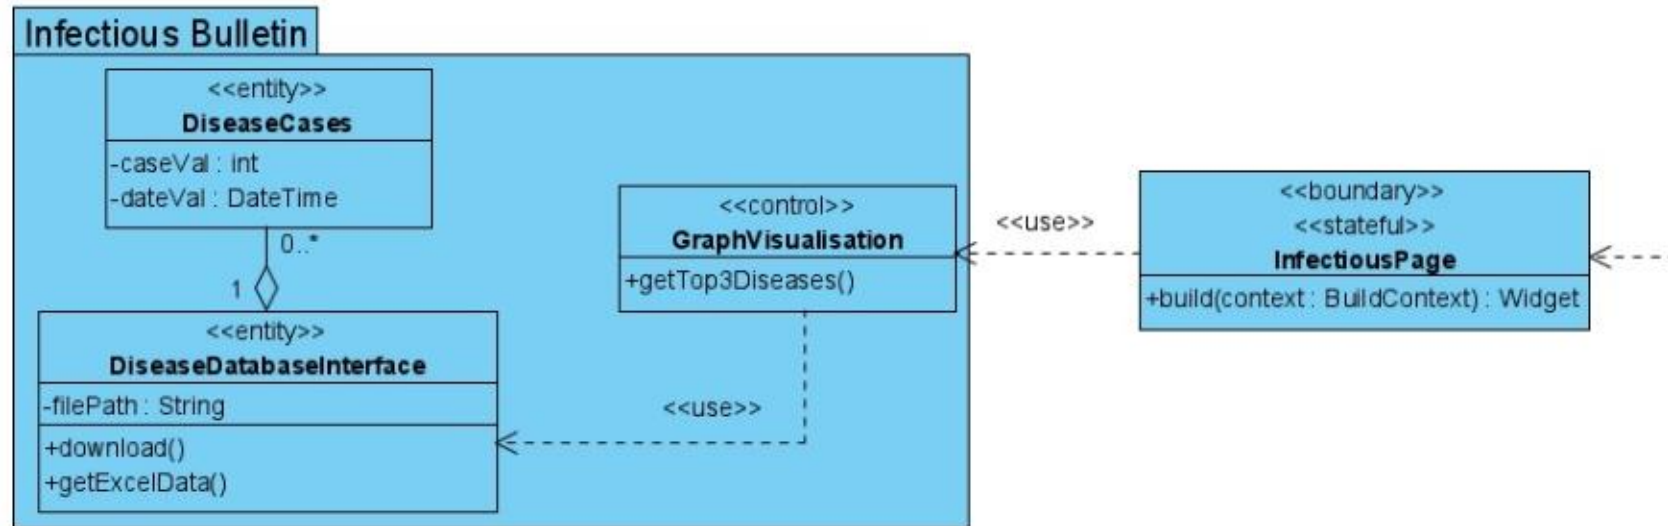 Infectious Bulletin
<<entity>>
DiseaseCases
-caseVal : int
-dateVal : DateTime
0..*
1
<<entity>>
DiseaseDatabaseInterface
-filePath : String
+download()
+getExcelData()
<<control>>
GraphVisualisation
+getTop3Diseases()
<<use>>
<<use>>
<<boundary>>
<<stateful>>
InfectiousPage
+build(context : BuildContext) : Widget